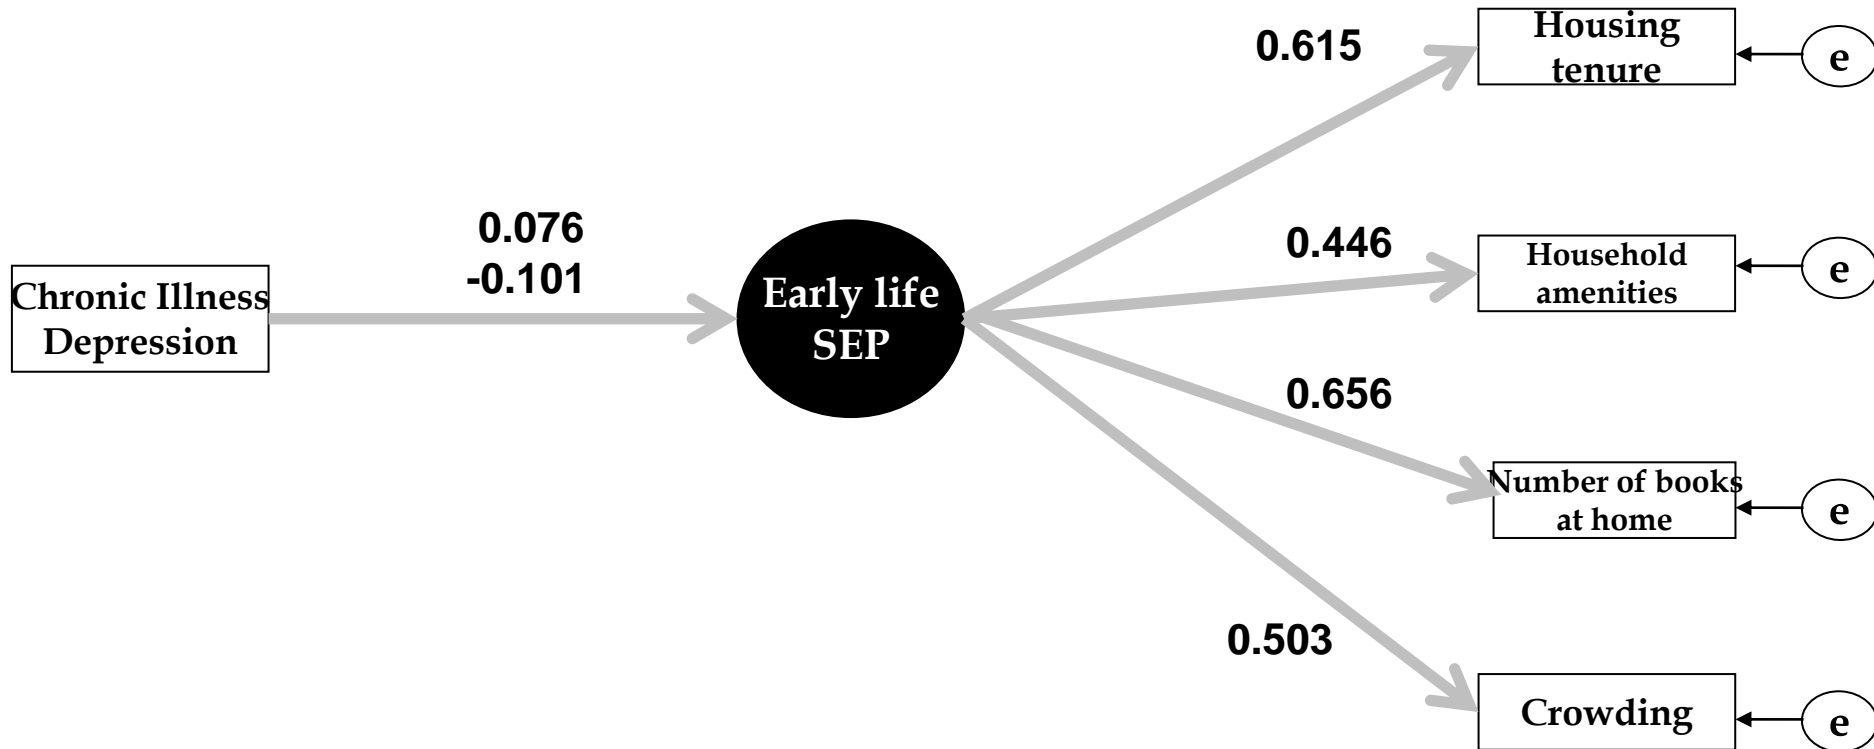 Chronic Illness
Depression
0.076
-0.101
Early life
SEP
0.615
Housing
tenure
e
0.446
Household
amenities
e
0.656
Number of books
at home
e
0.503
Crowding
e